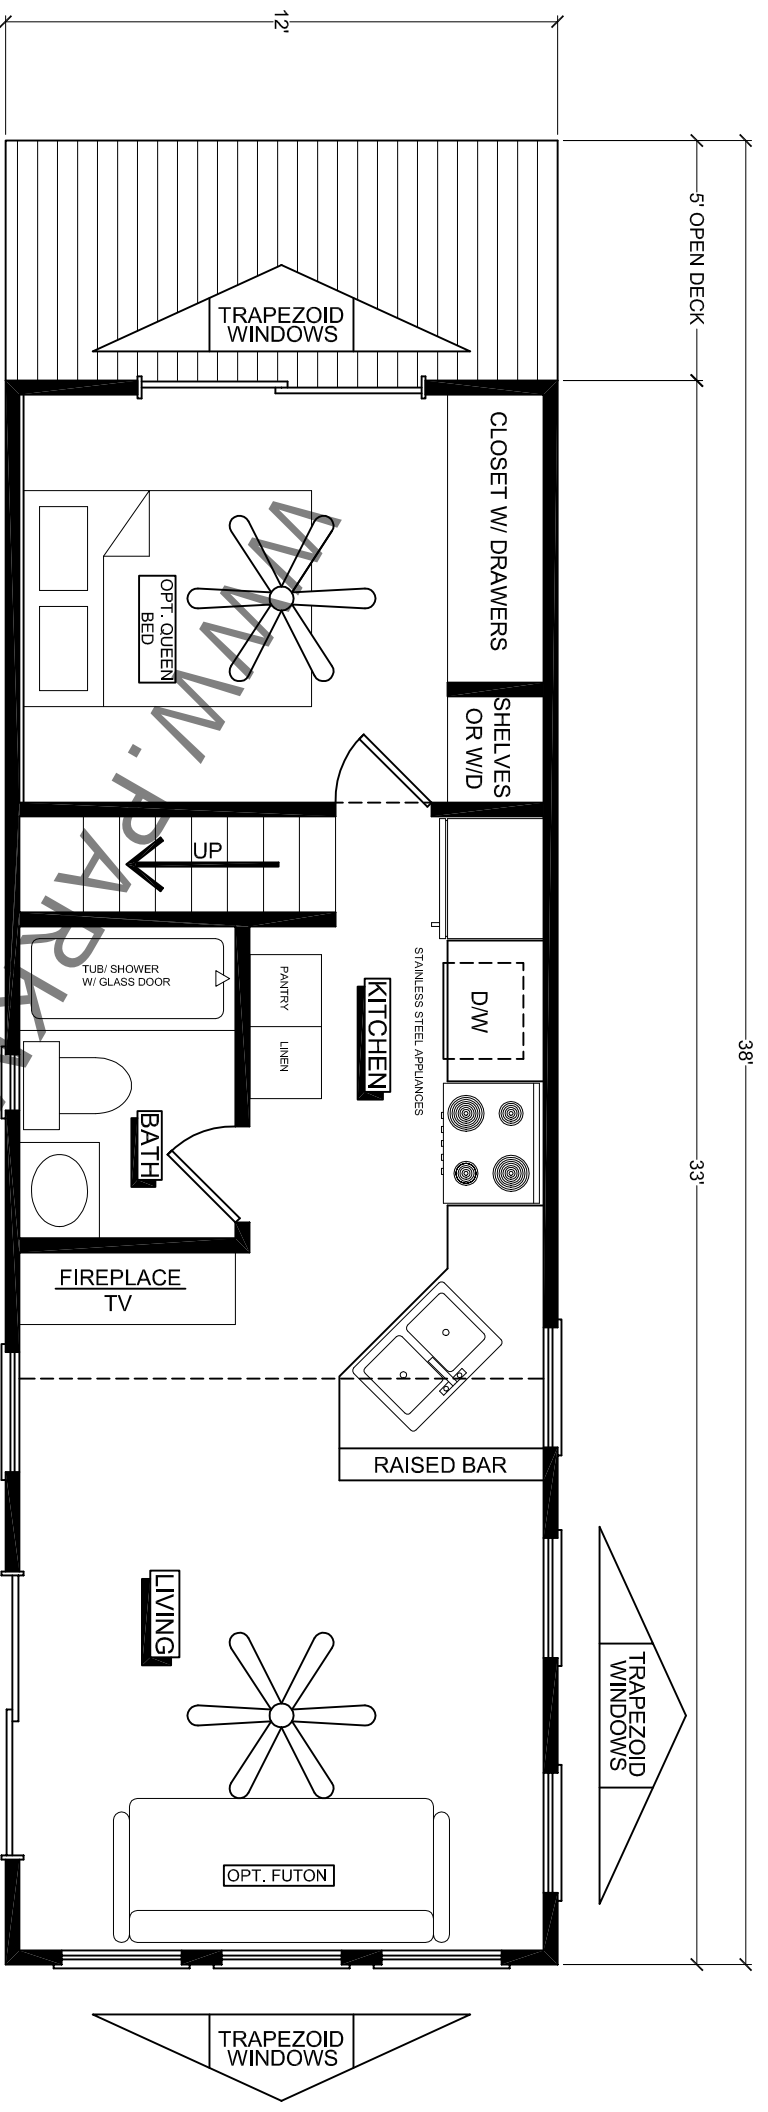 12'
5' OPEN DECK
38'
33'
TRAPEZOID
WINDOWS
CLOSET W/ DRAWERS
OPT. QUEEN
BED
SHELVES
OR W/D
UP
TUB/ SHOWER
W/ GLASS DOOR
PANTRY
LINEN
KITCHEN
STAINLESS STEEL APPLIANCES
D/W
BATH
FIREPLACE
TV
RAISED BAR
LIVING
TRAPEZOID
WINDOWS
OPT. FUTON
TRAPEZOID
WINDOWS
WWW.PARK